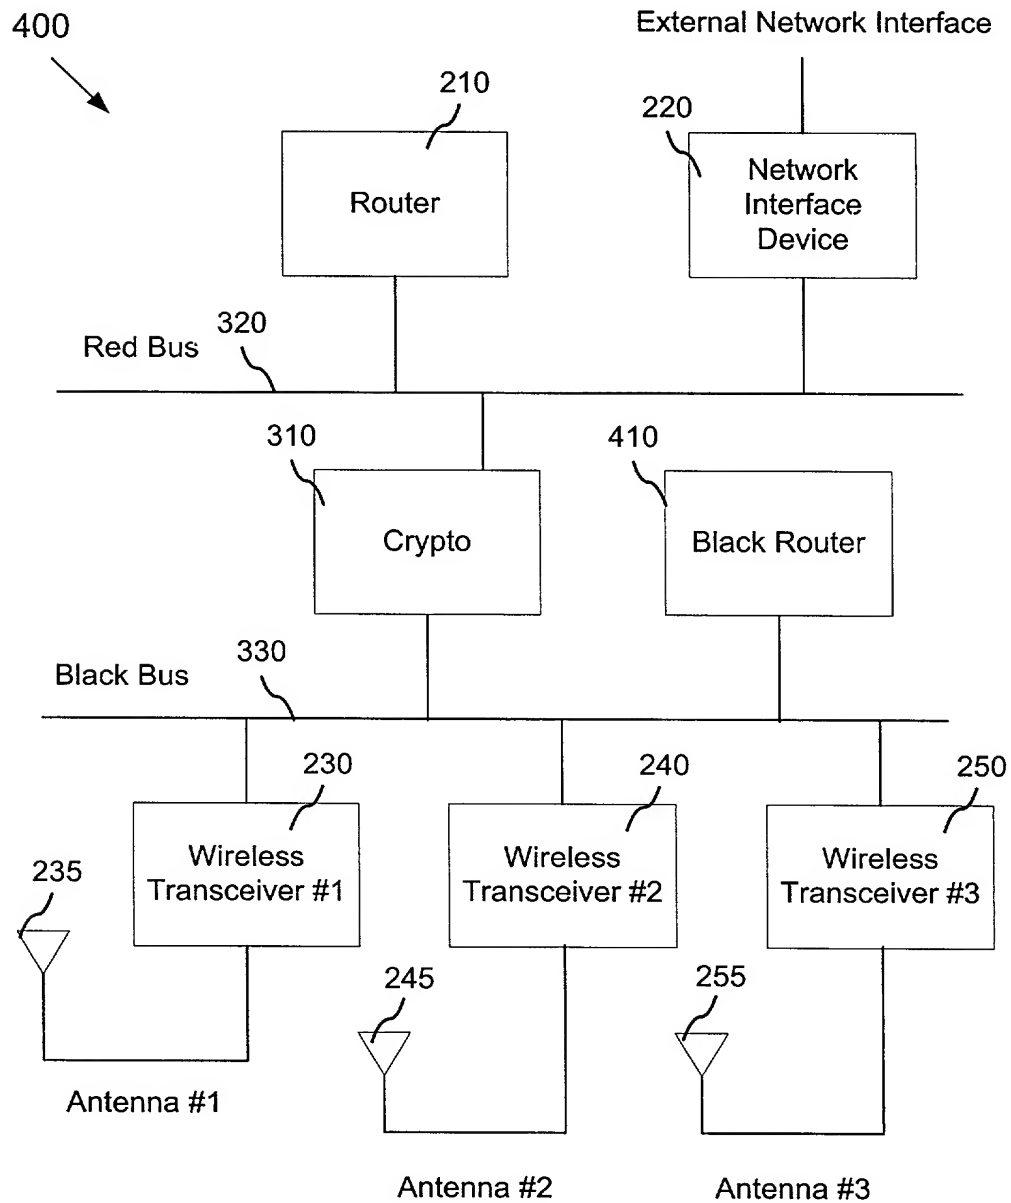 400
External Network Interface
210
220
Router
Network
Interface
Device
320
Red Bus
310
410
Crypto
Black Router
330
Black Bus
230
240
250
Wireless
Transceiver #1
Wireless
Transceiver #2
Wireless
Transceiver #3
235
245
255
Antenna #1
Antenna #2
Antenna #3